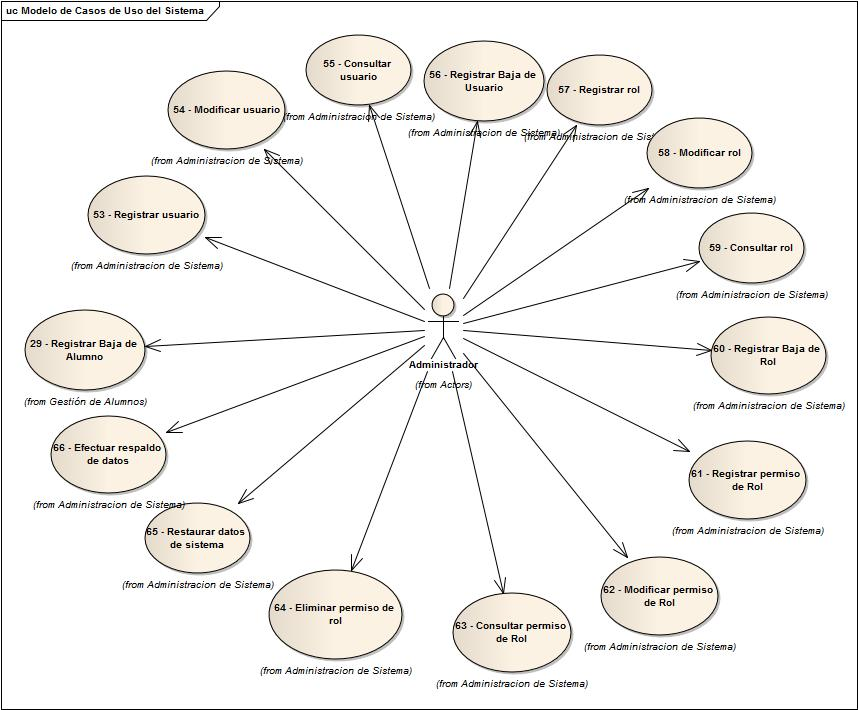 uc Modelo de Casos de Uso del Sistema
55 - Consultar
usuario
(from Administracion de Sistema)
56 - Registrar Baja de
Usuario
(from Administracion de Sistema)
57 - Registrar rol
(from Administracion de Sis
54 - Modificar usuario
(from Administracion de Sistema)
58 - Modificar rol
(from Administracion de Sistema)
53 - Registrar usuario
(from Administracion de Sistema)
59 - Consultar rol
(from Administracion de Sistema)
Administrador
(from Actors)
29 - Registrar Baja de
Alumno
(from Gestión de Alumnos)
60 - Registrar Baja de
Rol
(from Administracion de Sistema)
66 - Efectuar respaldo
de datos
(from Administracion de Sistema)
61 - Registrar permiso
de Rol
(from Administracion de Sistema)
65 - Restaurar datos
de sistema
(from Administracion de Sistema)
62 - Modificar permiso
de Rol
(from Administracion de Sistema)
64 - Eliminar permiso de
rol
(from Administracion de Sistema)
63 - Consultar permiso
de Rol
(from Administracion de Sistema)